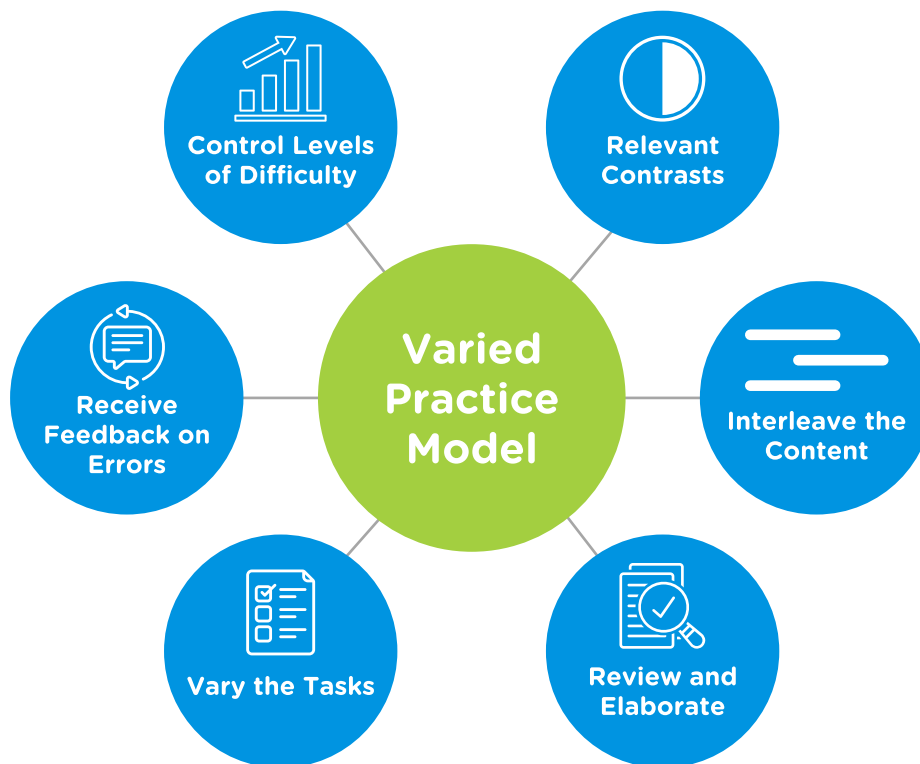 Control Levels
of Difficulty
Relevant
Contrasts
Varied
Practice
Model
Receive
Feedback on
Errors
Interleave the
Content
Vary the Tasks
Review and
Elaborate